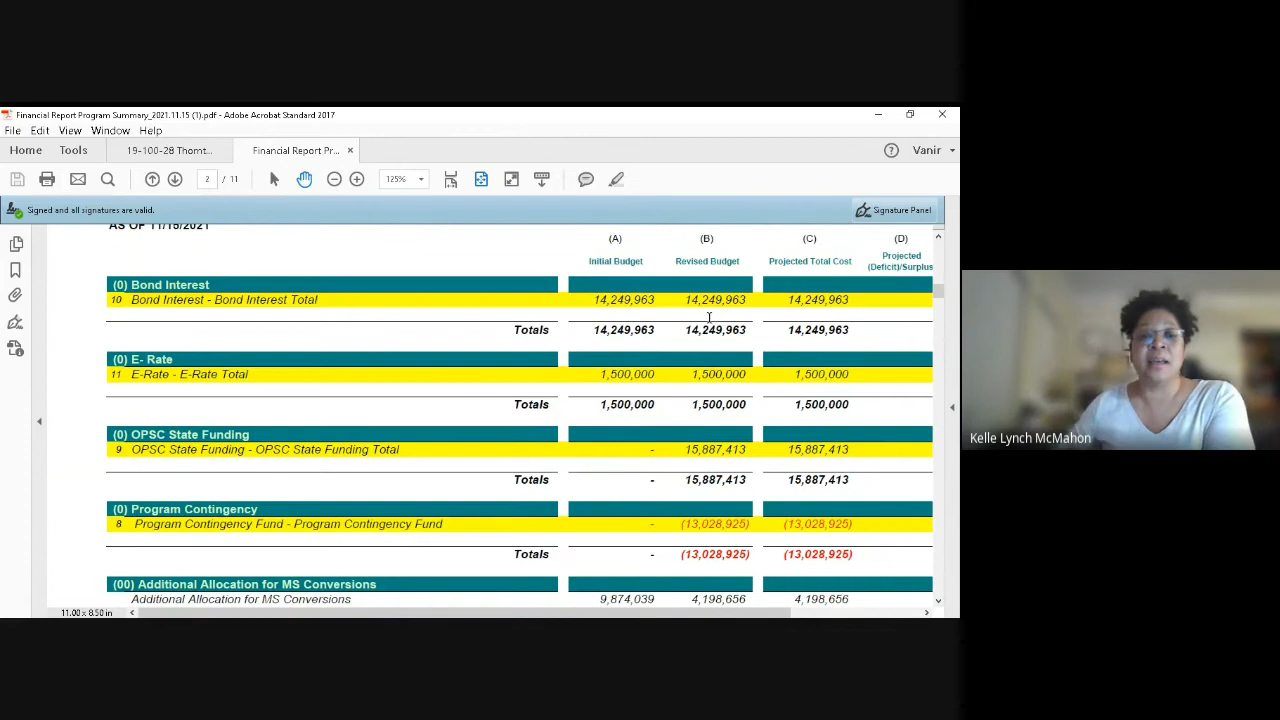 Financial Report Program Summary_2021.11.15 (1).pdf - Adobe Acrobat Standard 2017
File Edit View Window Help
Home Tools 19-100-28 Thomt... Financial Report Pr... × Vanir
2 / 11 125%
Signed and all signatures are valid. Signature Panel
AS OF 11/15/2021
(A) (B) (C) (D)
Initial Budget Revised Budget Projected Total Cost Projected (Deficit)/Surplus
(0) Bond Interest
10 Bond Interest - Bond Interest Total 14,249,963 14,249,963 14,249,963
Totals 14,249,963 14,249,963 14,249,963
(0) E- Rate
11 E-Rate - E-Rate Total 1,500,000 1,500,000 1,500,000
Totals 1,500,000 1,500,000 1,500,000
(0) OPSC State Funding
9 OPSC State Funding - OPSC State Funding Total - 15,887,413 15,887,413
Totals - 15,887,413 15,887,413
(0) Program Contingency
8 Program Contingency Fund - Program Contingency Fund - (13,028,925) (13,028,925)
Totals - (13,028,925) (13,028,925)
(00) Additional Allocation for MS Conversions
Additional Allocation for MS Conversions 9,874,039 4,198,656 4,198,656
11.00 x 8.50 in
Kelle Lynch McMahon